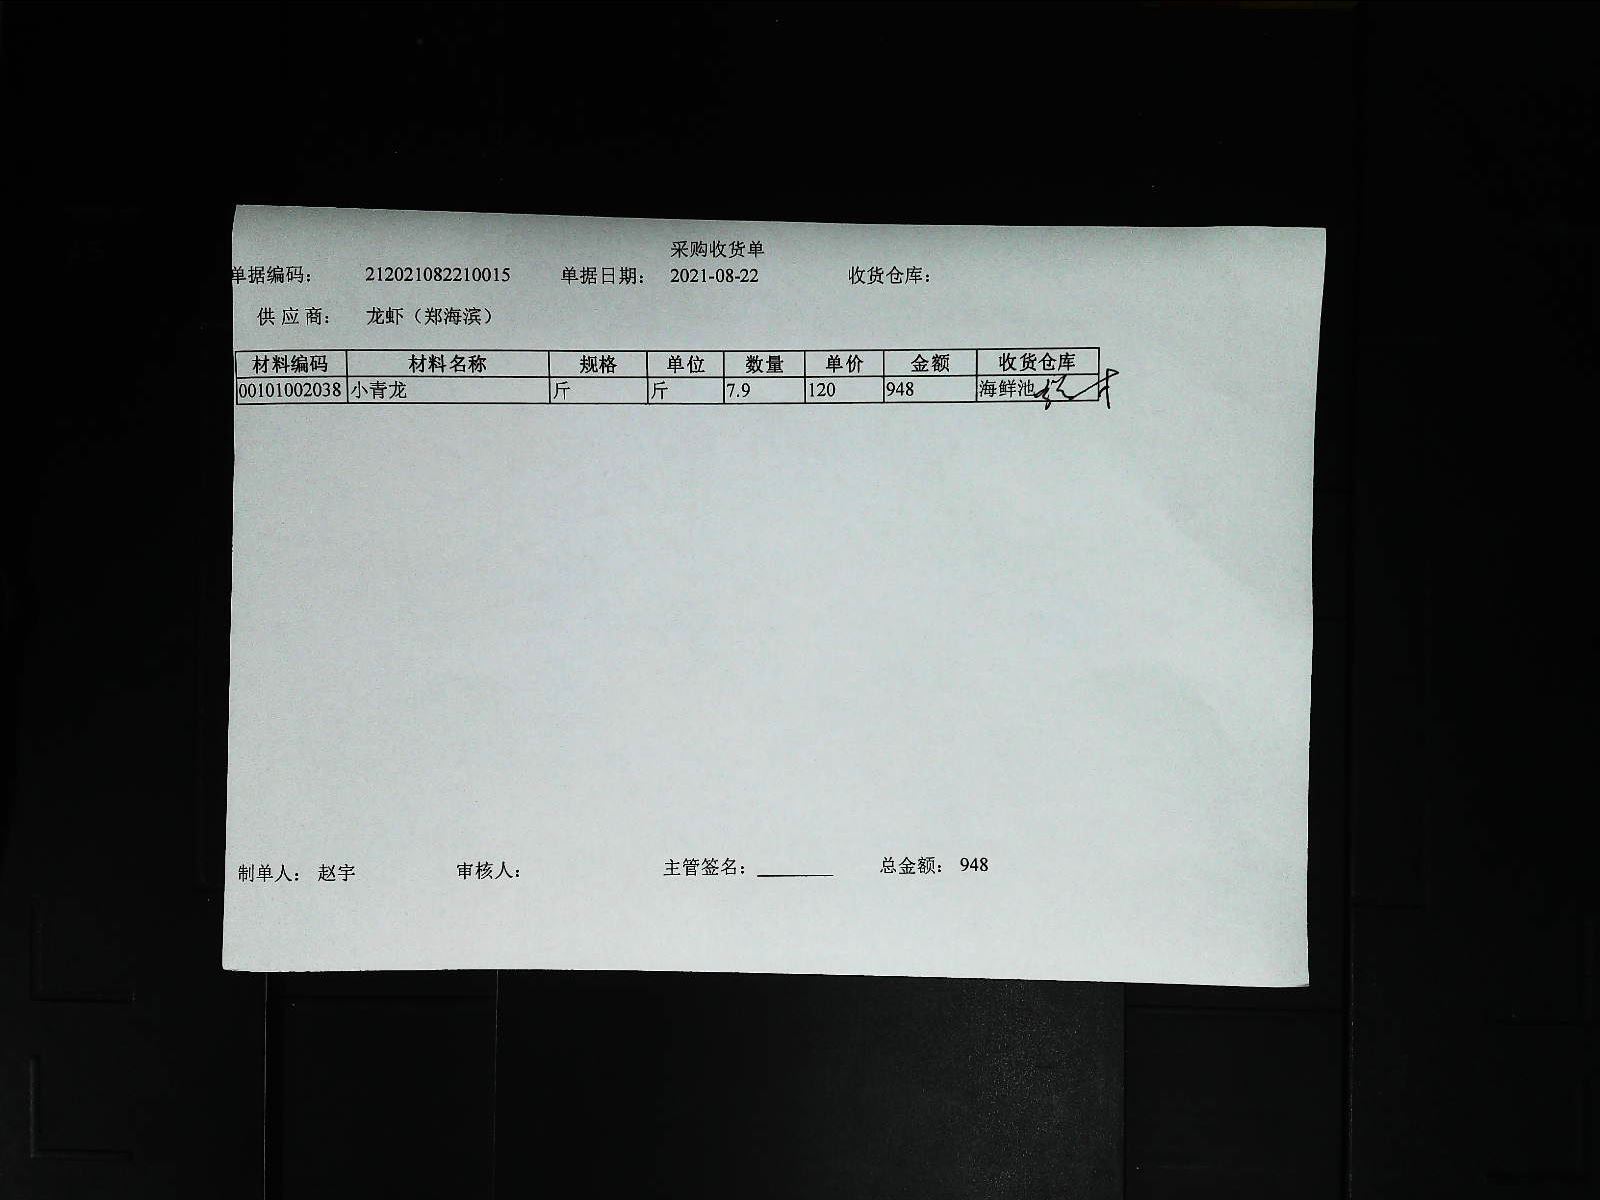 采购收货单
单据编码： 212021082210015 单据日期： 2021-08-22 收货仓库：
供应商： 龙虾（郑海滨）
材料编码 材料名称 规格 单位 数量 单价 金额 收货仓库
00101002038 小青龙 斤 斤 7.9 120 948 海鲜池
制单人： 赵宇 审核人： 主管签名： 总金额： 948